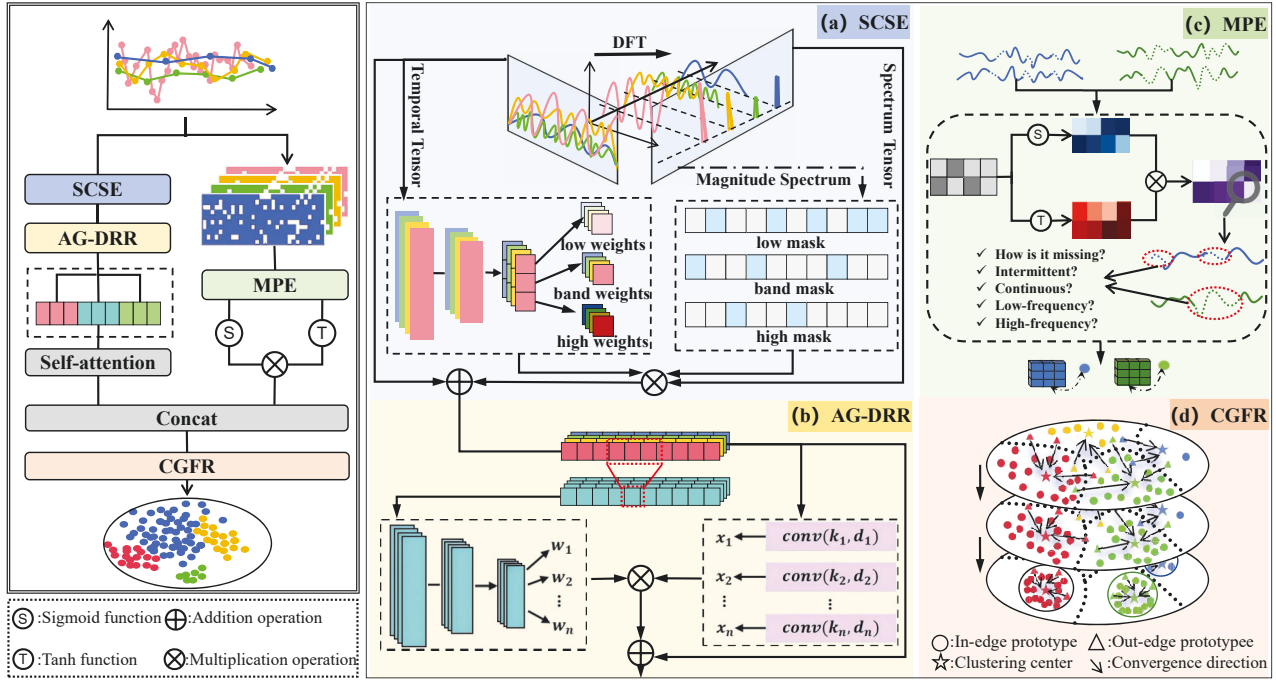 SCSE
AG-DRR
Self-attention
MPE
S
T
Concat
CGFR
S :Sigmoid function
:Addition operation
T :Tanh function
:Multiplication operation
(a) SCSE
DFT
Temporal Tensor
Spectrum Tensor
Magnitude Spectrum
low weights
band weights
high weights
low mask
band mask
high mask
(b) AG-DRR
w1
w2
⋮
wn
x1
x2
⋮
xn
conv(k1, d1)
conv(k2, d2)
⋮
conv(kn, dn)
(c) MPE
S
T
✓ How is it missing?
✓ Intermittent?
✓ Continuous?
✓ Low-frequency?
✓ High-frequency?
(d) CGFR
:In-edge prototype
:Out-edge prototypee
:Clustering center
:Convergence direction